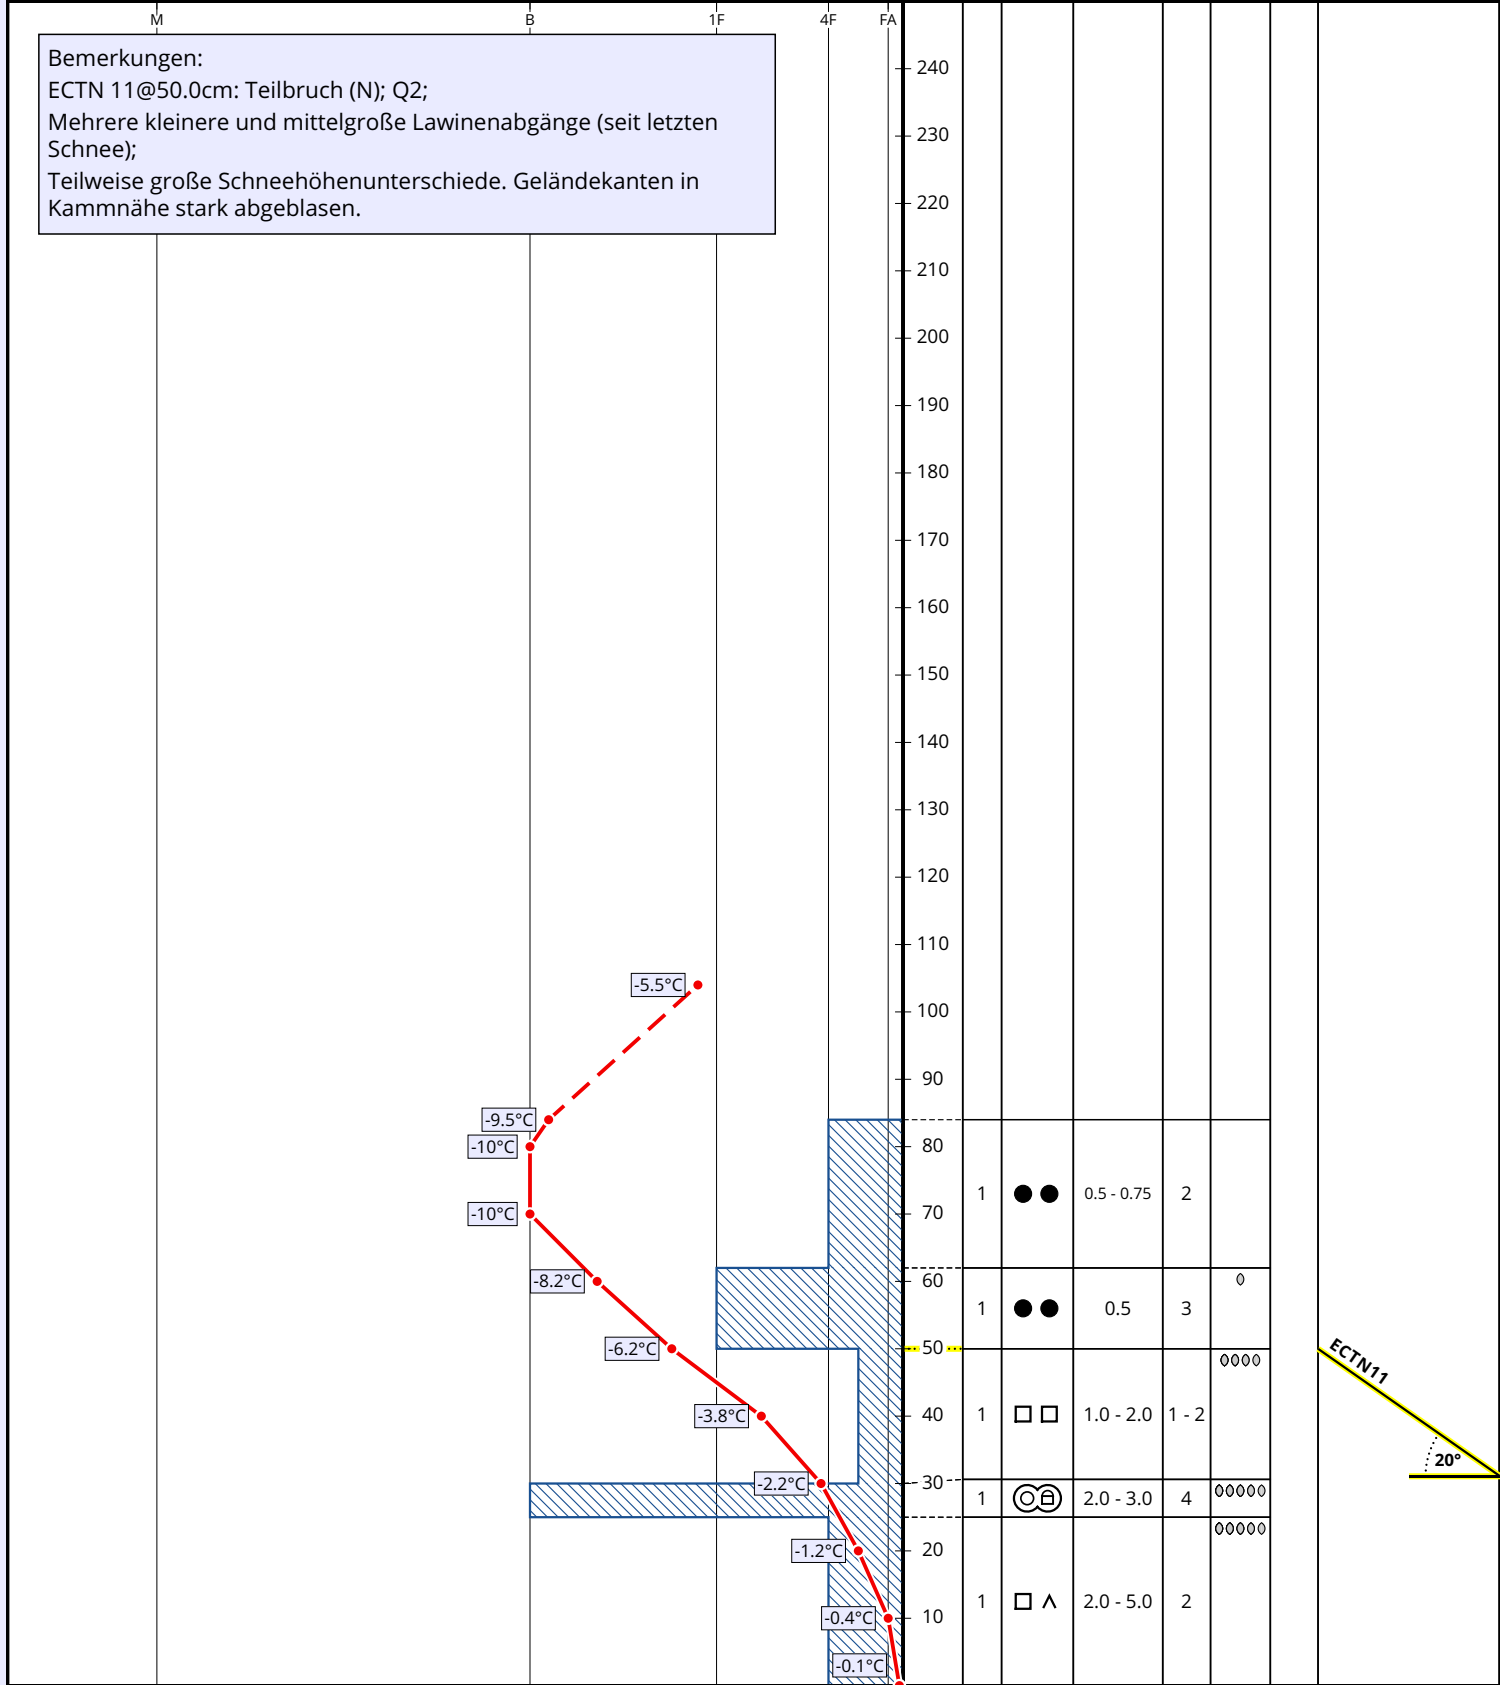 M B 1F 4F FA
Bemerkungen:
ECTN 11@50.0cm: Teilbruch (N); Q2;
Mehrere kleinere und mittelgroße Lawinenabgänge (seit letzten
Schnee);
Teilweise große Schneehöhenunterschiede. Geländekanten in
Kammnähe stark abgeblasen.
240
230
220
210
200
190
180
170
160
150
140
130
120
110
-5.5°C
100
90
-9.5°C
-10°C 80
1 0.5 - 0.75 2
-10°C 70
-8.2°C 60
1 0.5 3
-6.2°C 50
ECTN11
-3.8°C 40 1 1.0 - 2.0 1 - 2
20°
-2.2°C 30
1 2.0 - 3.0 4
-1.2°C 20
1 2.0 - 5.0 2
-0.4°C 10
-0.1°C